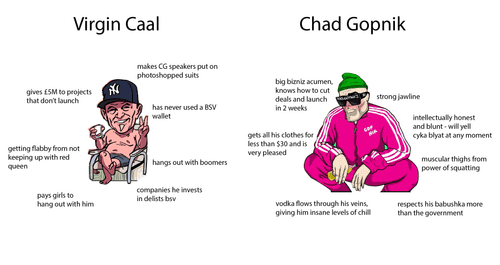 Virgin Caal
makes CG speakers put on
photoshopped suits
gives £5M to projects
that don't launch
has never used a BSV
wallet
getting flabby from not
keeping up with red
queen
hangs out with boomers
pays girls to
hang out with him
companies he invests
in delists bsv
Chad Gopnik
big bizniz acumen,
knows how to cut
deals and launch
in 2 weeks
strong jawline
intellectually honest
and blunt - will yell
cyka blyat at any moment
gets all his clothes for
less than $30 and is
very pleased
muscular thighs from
power of squatting
vodka flows through his veins,
giving him insane levels of chill
respects his babushka more
than the government